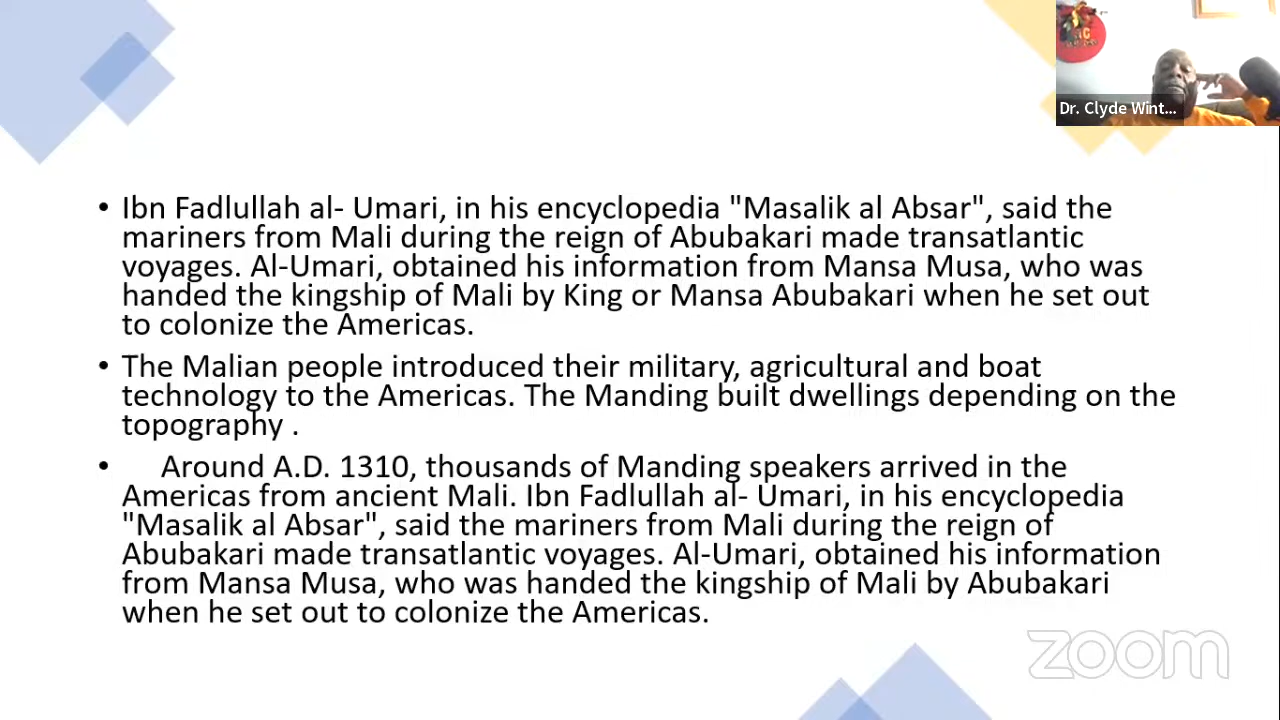 Dr. Clyde Wint...
• Ibn Fadlullah al- Umari, in his encyclopedia "Masalik al Absar", said the
mariners from Mali during the reign of Abubakari made transatlantic
voyages. Al-Umari, obtained his information from Mansa Musa, who was
handed the kingship of Mali by King or Mansa Abubakari when he set out
to colonize the Americas.
• The Malian people introduced their military, agricultural and boat
technology to the Americas. The Manding built dwellings depending on the
topography .
• Around A.D. 1310, thousands of Manding speakers arrived in the
Americas from ancient Mali. Ibn Fadlullah al- Umari, in his encyclopedia
"Masalik al Absar", said the mariners from Mali during the reign of
Abubakari made transatlantic voyages. Al-Umari, obtained his information
from Mansa Musa, who was handed the kingship of Mali by Abubakari
when he set out to colonize the Americas.
zoom